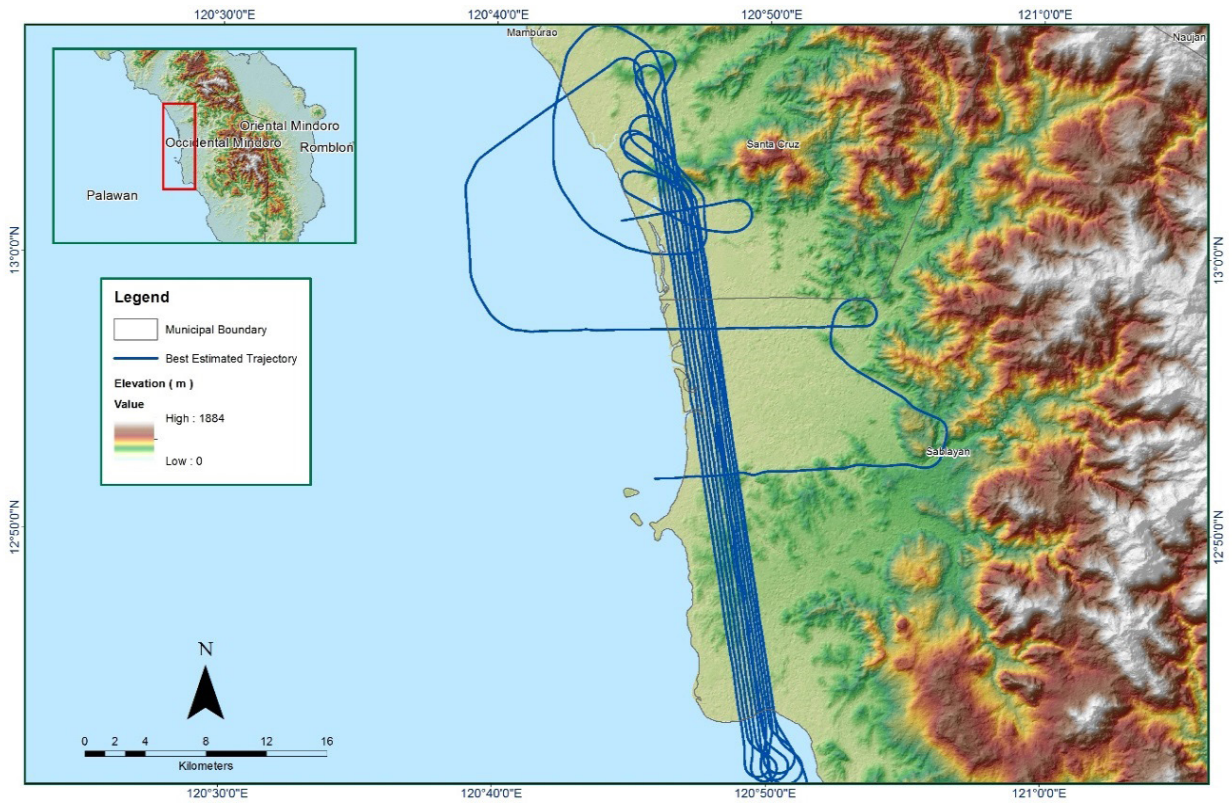 120°30'0"E
120°40'0"E
120°50'0"E
121°0'0"E
Mamburao
Naujan
Oriental Mindoro
Occidental Mindoro
Romblon
Palawan
Santa Cruz
13°0'0"N
13°0'0"N
Legend
Municipal Boundary
Best Estimated Trajectory
Elevation ( m )
Value
High : 1884
Low : 0
Sablayan
12°50'0"N
12°50'0"N
N
0 2 4 8 12 16
Kilometers
120°30'0"E
120°40'0"E
120°50'0"E
121°0'0"E